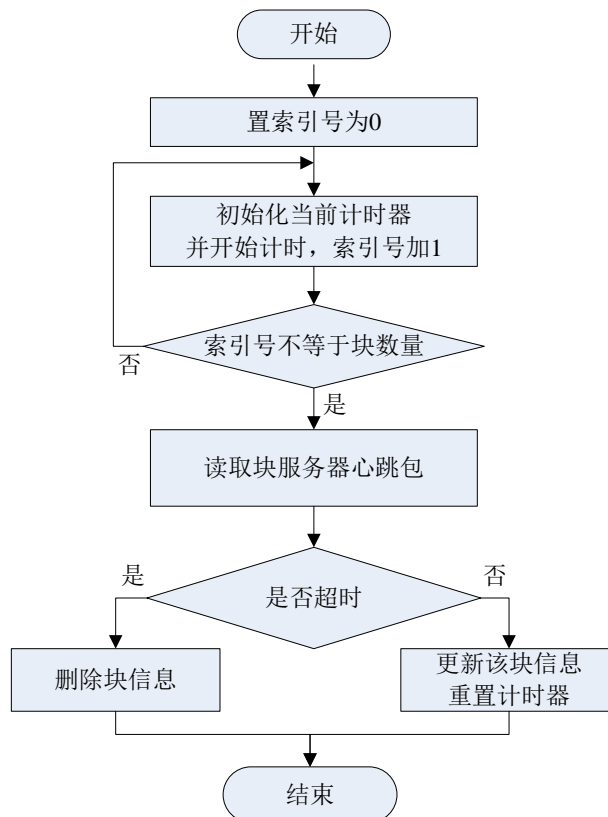 开始
置索引号为0
初始化当前计时器
并开始计时，索引号加1
索引号不等于块数量
否
是
读取块服务器心跳包
是
否
是否超时
删除块信息
更新该块信息
重置计时器
结束